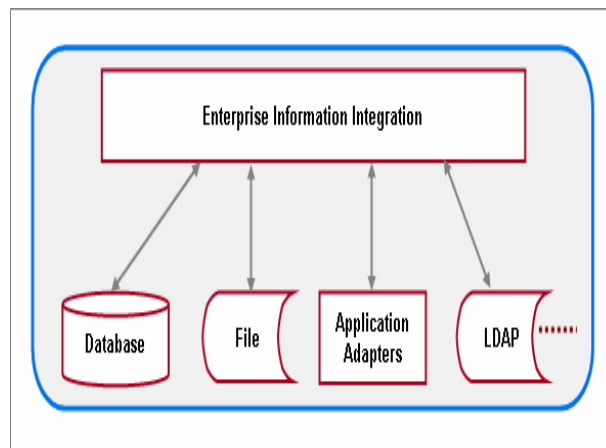 Enterprise Information Integration
Database
File
Application
Adapters
LDAP